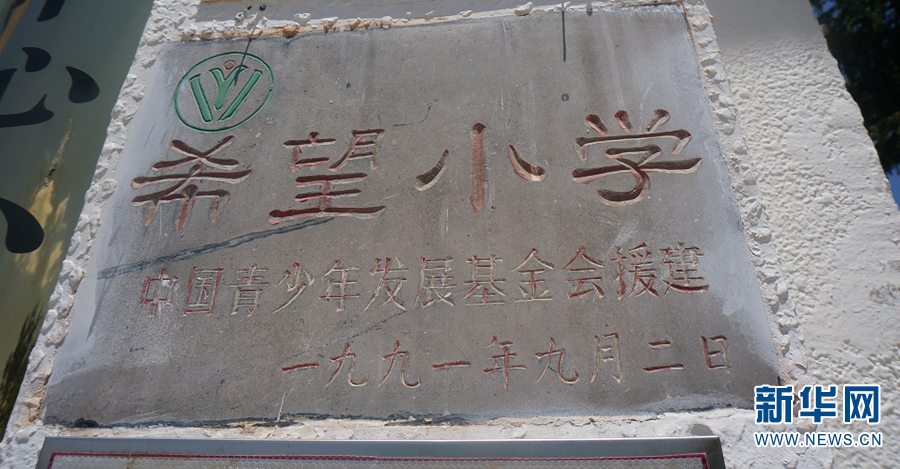 希望小学
中国青少年发展基金会援建
一九九一年九月二日
新华网
WWW.NEWS.CN